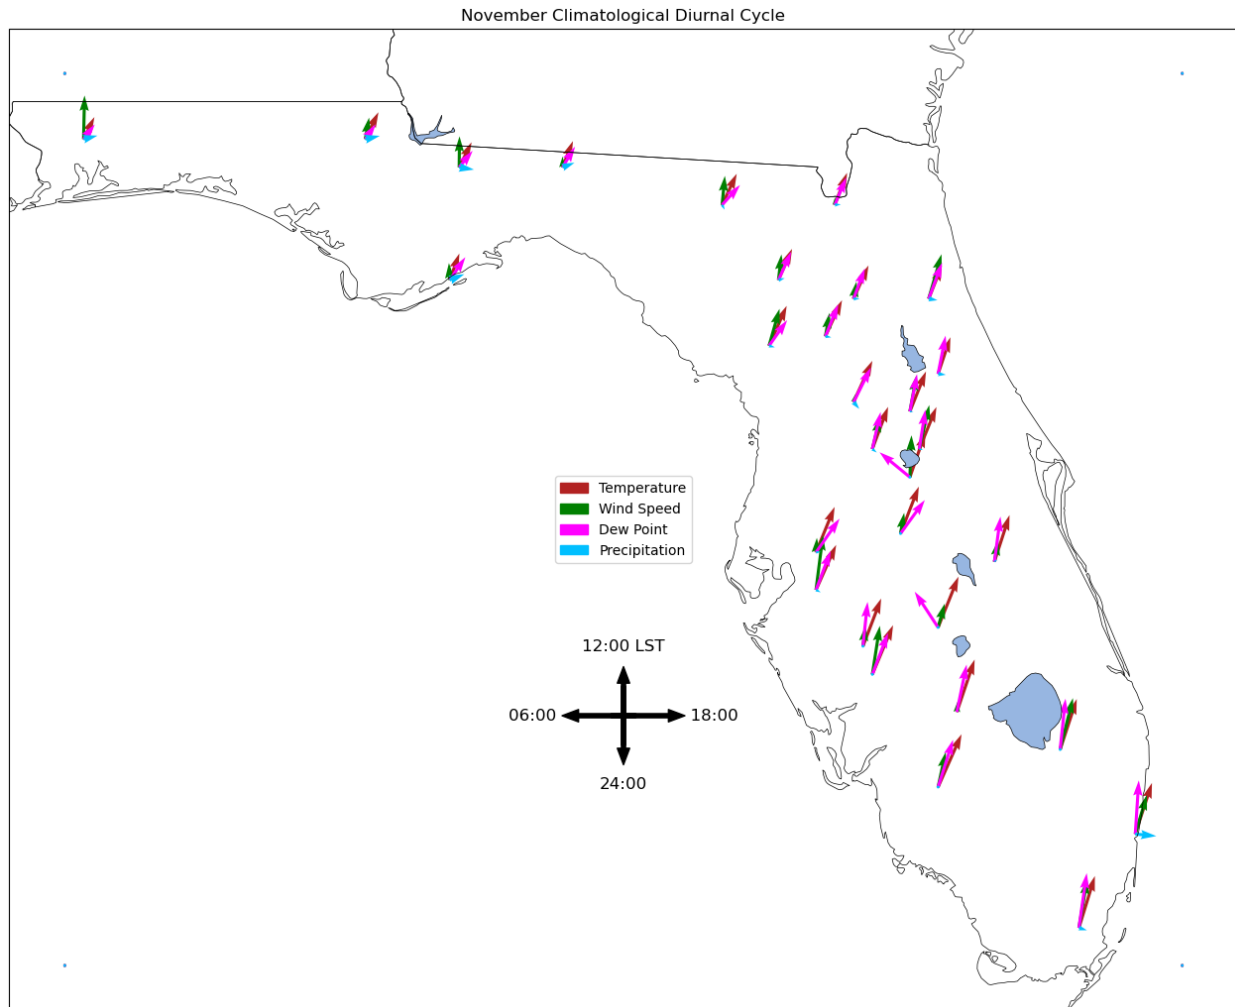 November Climatological Diurnal Cycle
Temperature
Wind Speed
Dew Point
Precipitation
12:00 LST
06:00
18:00
24:00